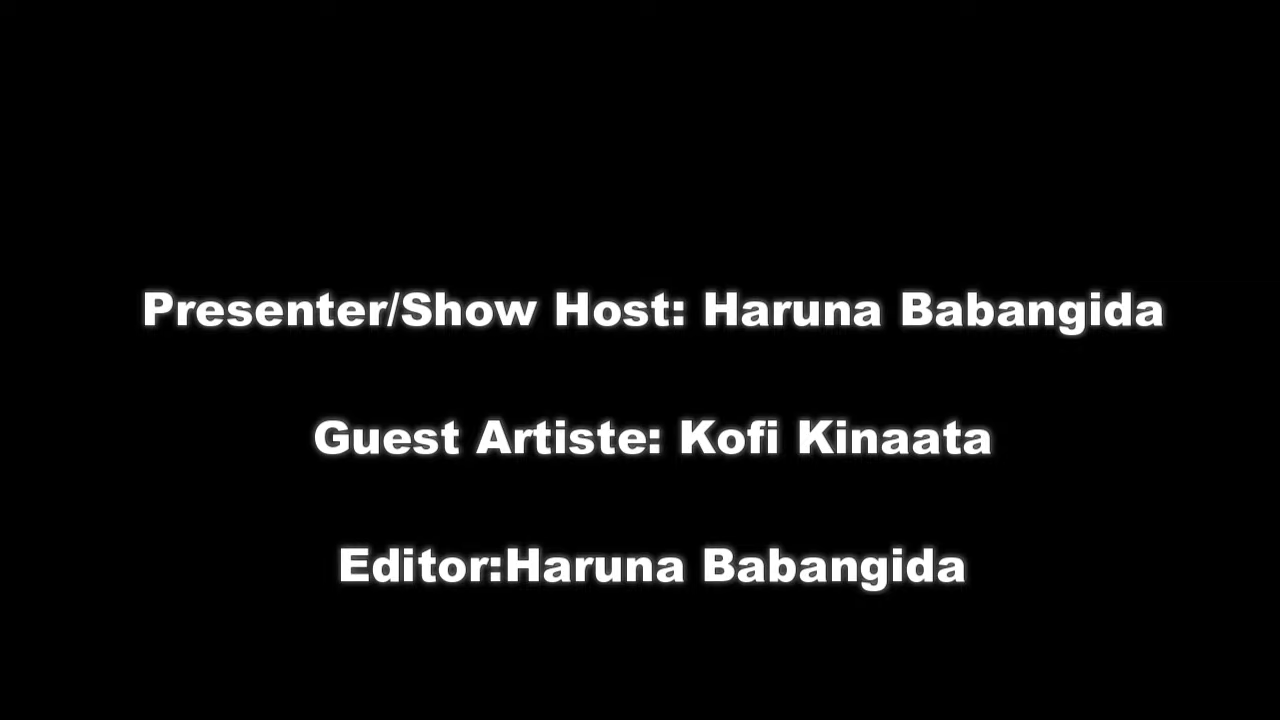 Presenter/Show Host: Haruna Babangida
Guest Artiste: Kofi Kinaata
Editor:Haruna Babangida